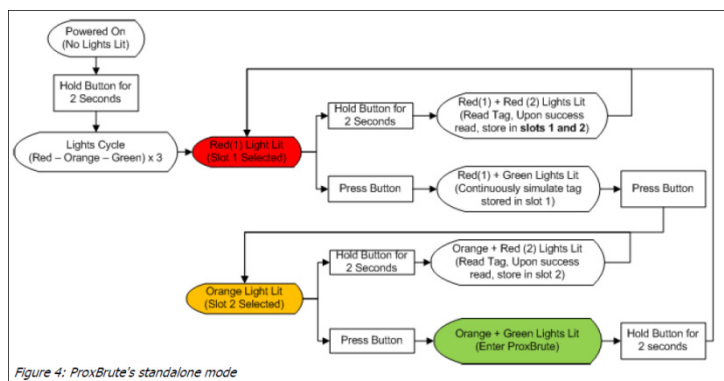 Powered On
(No Lights Lit)
Hold Button for
2 Seconds
Lights Cycle
(Red – Orange – Green) x 3
Red(1) Light Lit
(Slot 1 Selected)
Hold Button for
2 Seconds
Red(1) + Red (2) Lights Lit
(Read Tag, Upon success
read, store in slots 1 and 2)
Press Button
Red(1) + Green Lights Lit
(Continuously simulate tag
stored in slot 1)
Press Button
Orange Light Lit
(Slot 2 Selected)
Hold Button for
2 Seconds
Orange + Red (2) Lights Lit
(Read Tag, Upon success
read, store in slot 2)
Press Button
Orange + Green Lights Lit
(Enter ProxBrute)
Hold Button for
2 seconds
Figure 4: ProxBrute's standalone mode